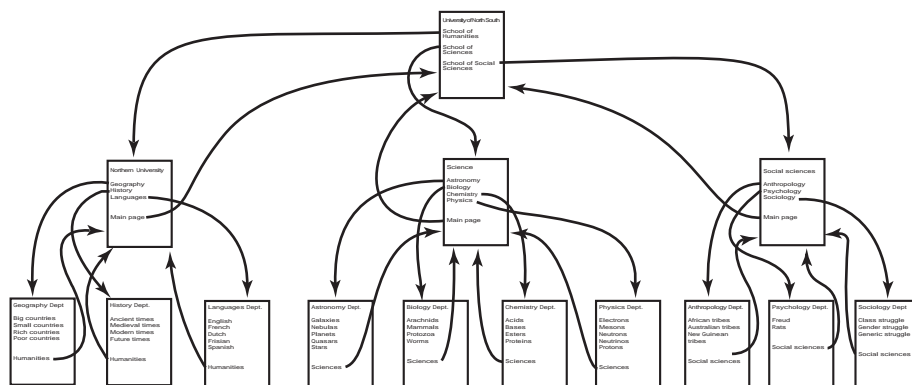 University of North South
School of
Humanities
School of
Sciences
School of Social
Sciences
Northern University
Geography
History
Languages
Main page
Science
Astronomy
Biology
Chemistry
Physics
Main page
Social sciences
Anthropology
Psychology
Sociology
Main page
Geography Dept
Big countries
Small countries
Rich countries
Poor countries
Humanities
History Dept.
Ancient times
Medieval times
Modern times
Future times
Humanities
Languages Dept.
English
French
Dutch
Frisian
Spanish
Humanities
Astronomy Dept.
Galaxies
Nebulas
Planets
Quasars
Stars
Sciences
Biology Dept.
Arachnids
Mammals
Protozoa
Worms
Sciences
Chemistry Dept.
Acids
Bases
Esters
Proteins
Sciences
Physics Dept.
Electrons
Mesons
Neutrons
Neutrinos
Protons
Sciences
Anthropology Dept.
African tribes
Australian tribes
New Guinean
tribes
Social sciences
Psychology Dept.
Freud
Rats
Social sciences
Sociology Dept
Class struggle
Gender struggle
Generic struggle
Social sciences